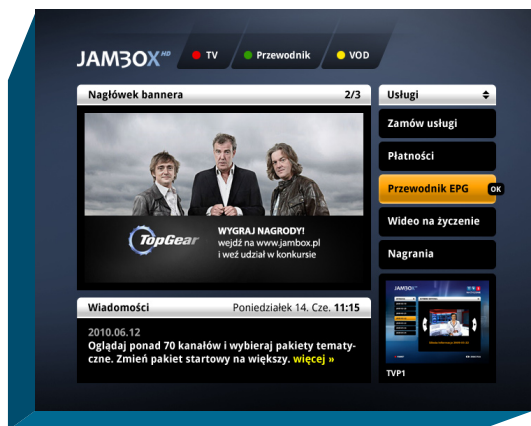 JAMBOX HD
TV
Przewodnik
VOD
Nagłówek bannera 2/3
TopGear
WYGRAJ NAGRODY!
wejdź na www.jambox.pl
i weź udział w konkursie
Wiadomości Poniedziałek 14. Cze. 11:15
2010.06.12
Oglądaj ponad 70 kanałów i wybieraj pakiety tematy-
czne. Zmień pakiet startowy na większy. więcej »
Usługi
Zamów usługi
Płatności
Przewodnik EPG OK
Wideo na życzenie
Nagrania
JAMBOX
TVP1